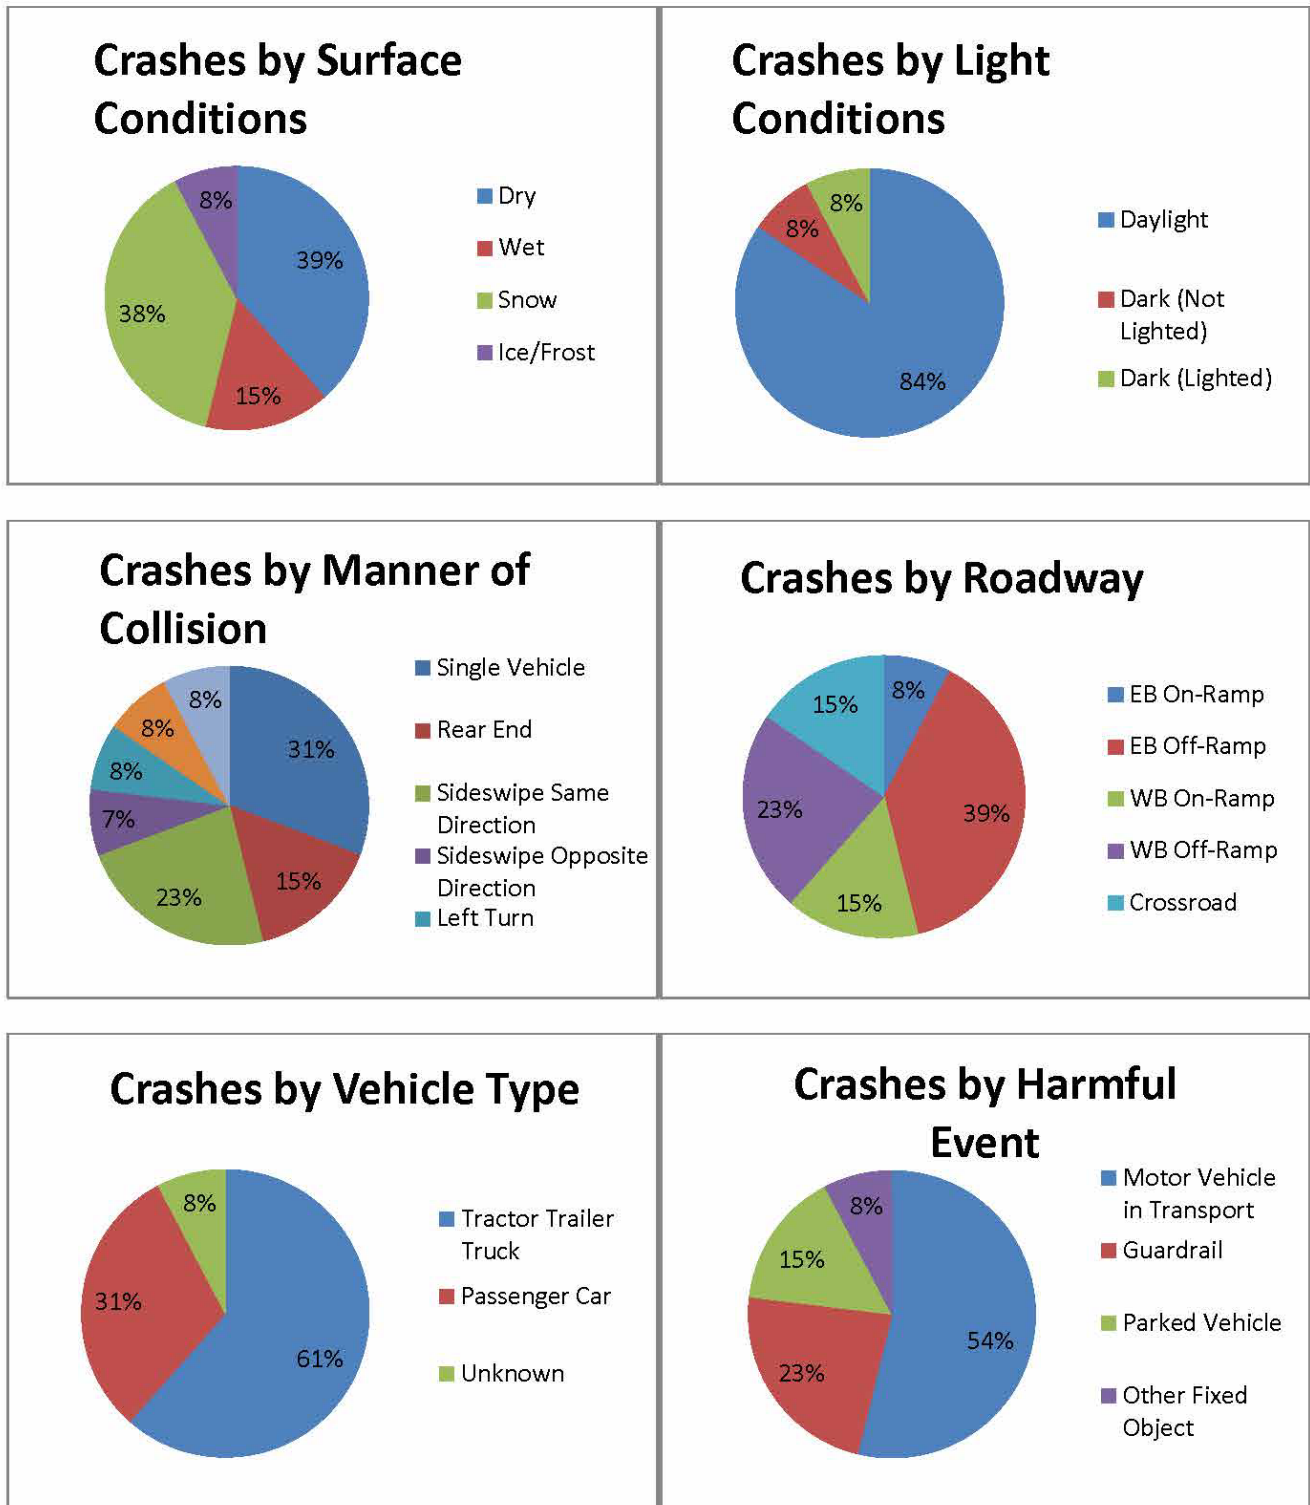 Crashes by Surface
Conditions
8%
39%
38%
15%
Dry
Wet
Snow
Ice/Frost
Crashes by Light
Conditions
8%
8%
84%
Daylight
Dark (Not
Lighted)
Dark (Lighted)
Crashes by Manner of
Collision
8%
8%
31%
8%
7%
15%
23%
Single Vehicle
Rear End
Sideswipe Same
Direction
Sideswipe Opposite
Direction
Left Turn
Crashes by Roadway
8%
15%
23%
39%
15%
EB On-Ramp
EB Off-Ramp
WB On-Ramp
WB Off-Ramp
Crossroad
Crashes by Vehicle Type
8%
31%
61%
Tractor Trailer
Truck
Passenger Car
Unknown
Crashes by Harmful
Event
8%
15%
54%
23%
Motor Vehicle
in Transport
Guardrail
Parked Vehicle
Other Fixed
Object